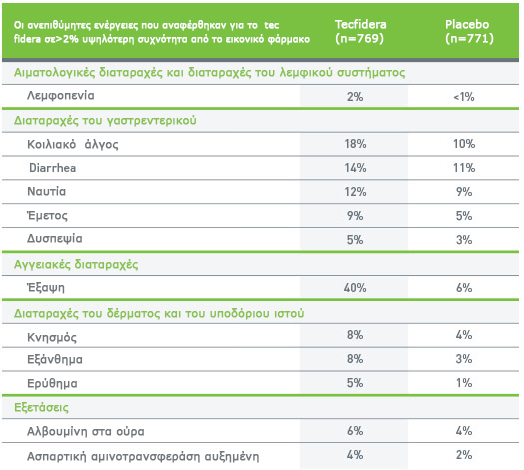 Οι ανεπιθύμητες ενέργειες που αναφέρθηκαν για το tec Tecfidera Placebo
fidera σε>2% υψηλότερη συχνότητα από το εικονικό φάρμακο (n=769) (n=771)
Αιματολογικές διαταραχές και διαταραχές του λεμφικού συστήματος
Λεμφοπενία 2% <1%
Διαταραχές του γαστρεντερικού
Κοιλιακό άλγος 18% 10%
Diarrhea 14% 11%
Ναυτία 12% 9%
Έμετος 9% 5%
Δυσπεψία 5% 3%
Αγγειακές διαταραχές
Έξαψη 40% 6%
Διαταραχές του δέρματος και του υποδόριου ιστού
Κνησμός 8% 4%
Εξάνθημα 8% 3%
Ερύθημα 5% 1%
Εξετάσεις
Αλβουμίνη στα ούρα 6% 4%
Ασπαρτική αμινοτρανσφεράση αυξημένη 4% 2%